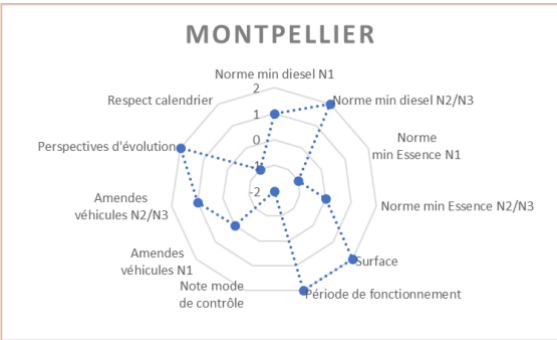 MONTPELLIER
Norme min diesel N1
Respect calendrier
Norme min diesel N2/N3
Perspectives d'évolution
Norme
min Essence N1
Amendes
véhicules N2/N3
Norme min Essence N2/N3
Amendes
véhicules N1
Surface
Note mode
de contrôle
Période de fonctionnement
2
1
0
-1
-2